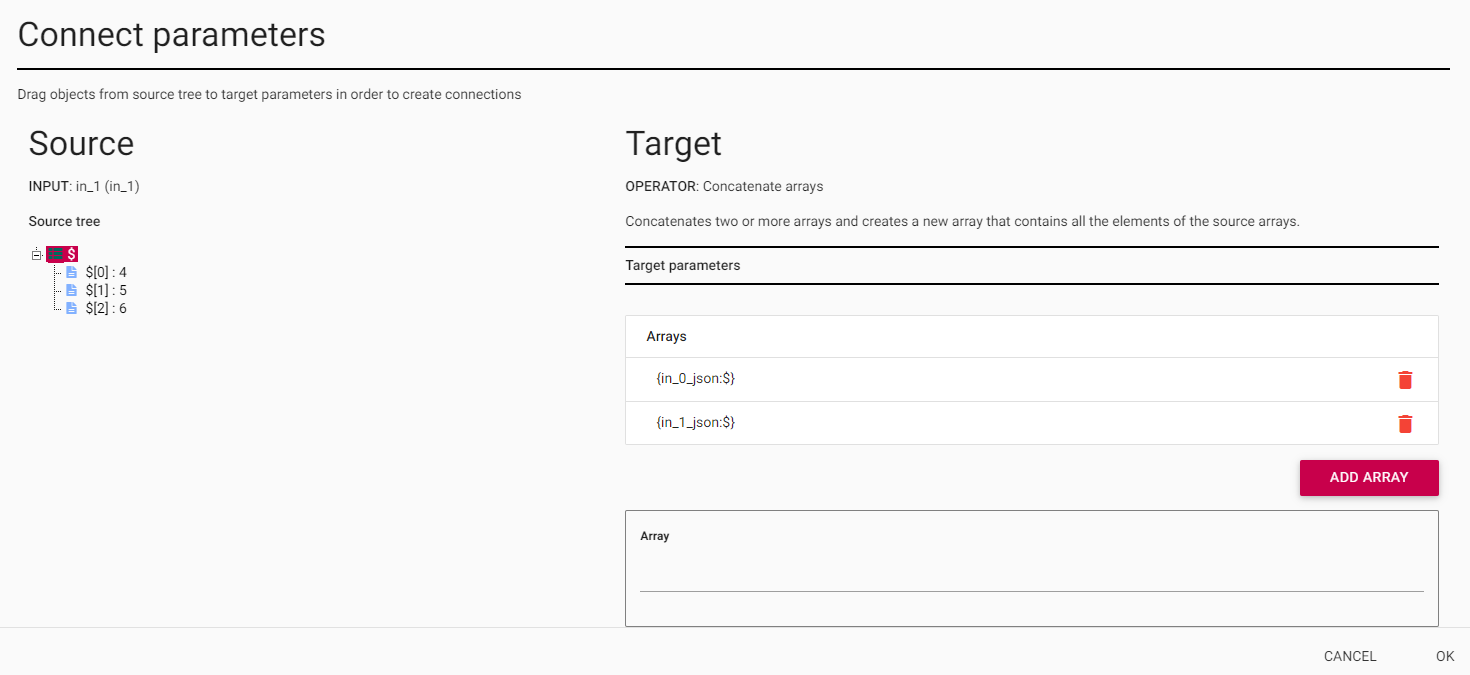 Connect parameters
Drag objects from source tree to target parameters in order to create connections
Source
INPUT: in_1 (in_1)
Source tree
$
$[0] : 4
$[1] : 5
$[2] : 6
Target
OPERATOR: Concatenate arrays
Concatenates two or more arrays and creates a new array that contains all the elements of the source arrays.
Target parameters
Arrays
{in_0_json:$}
{in_1_json:$}
ADD ARRAY
Array
CANCEL
OK